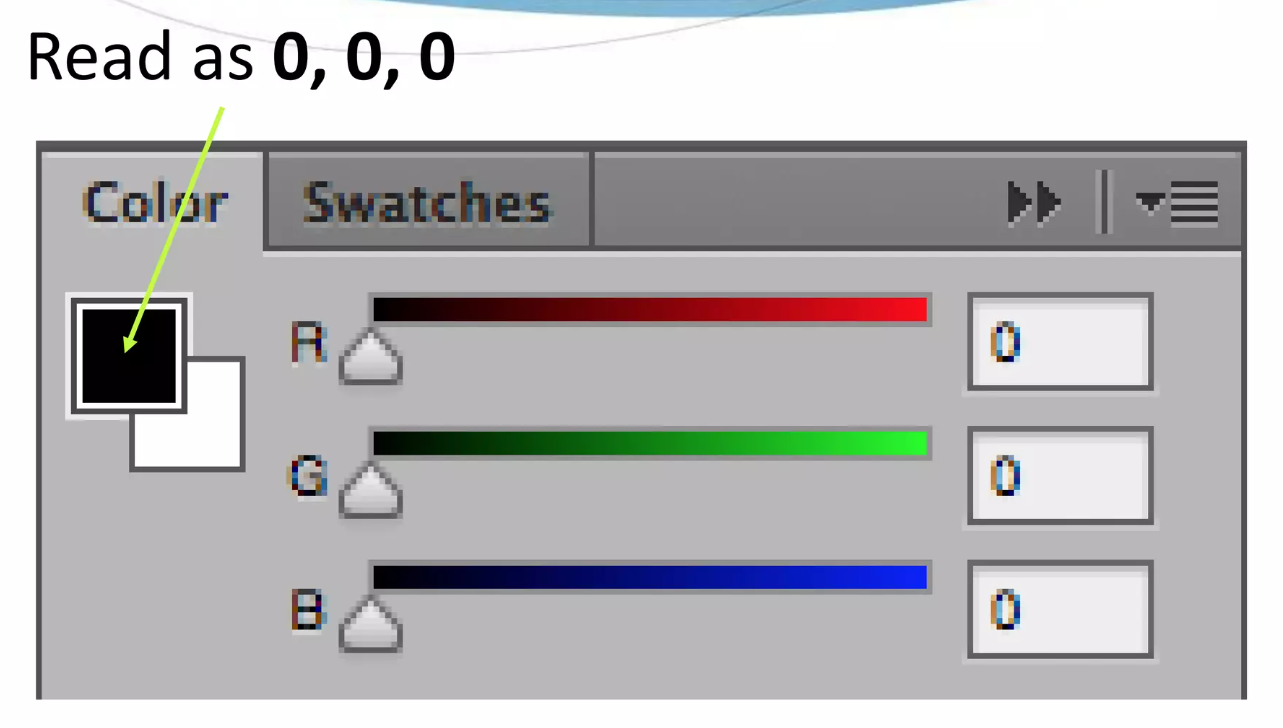 Read as 0, 0, 0
Color Swatches
R 0
G 0
B 0